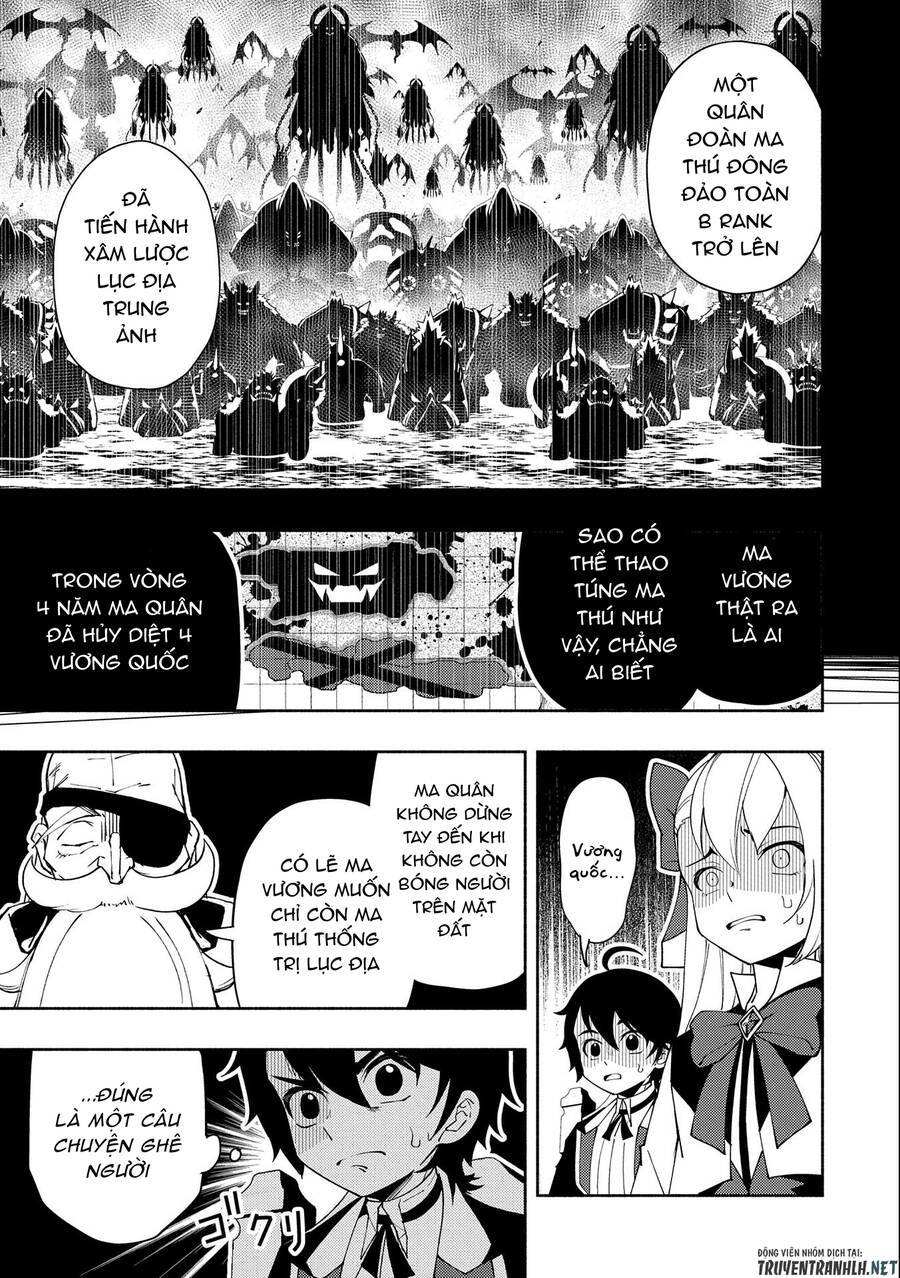 MỘT
QUÂN
ĐOÀN MA
THÚ ĐÔNG
ĐẢO TOÀN
B RANK
TRỞ LÊN
ĐÃ
TIẾN HÀNH
XÂM LƯỢC
LỤC ĐỊA
TRUNG
ẢNH
MA
VƯƠNG
THẬT RA
LÀ AI
SAO CÓ
THỂ THAO
TÚNG MA
THÚ NHƯ
VẬY, CHẲNG
AI BIẾT
TRONG VÒNG
4 NĂM MA QUÂN
ĐÃ HỦY DIỆT 4
VƯƠNG QUỐC
Vương
quốc...
MA QUÂN
KHÔNG DỪNG
TAY ĐẾN KHI
KHÔNG CÒN
BÓNG NGƯỜI
TRÊN MẶT
ĐẤT
CÓ LẼ MA
VƯƠNG MUỐN
CHỈ CÒN MA
THÚ THỐNG
TRỊ LỤC ĐỊA
...ĐÚNG
LÀ MỘT CÂU
CHUYỆN GHÊ
NGƯỜI
ゴクリ
ĐỘNG VIÊN NHÓM DỊCH TẠI:
TRUYENTRANHLH.NET